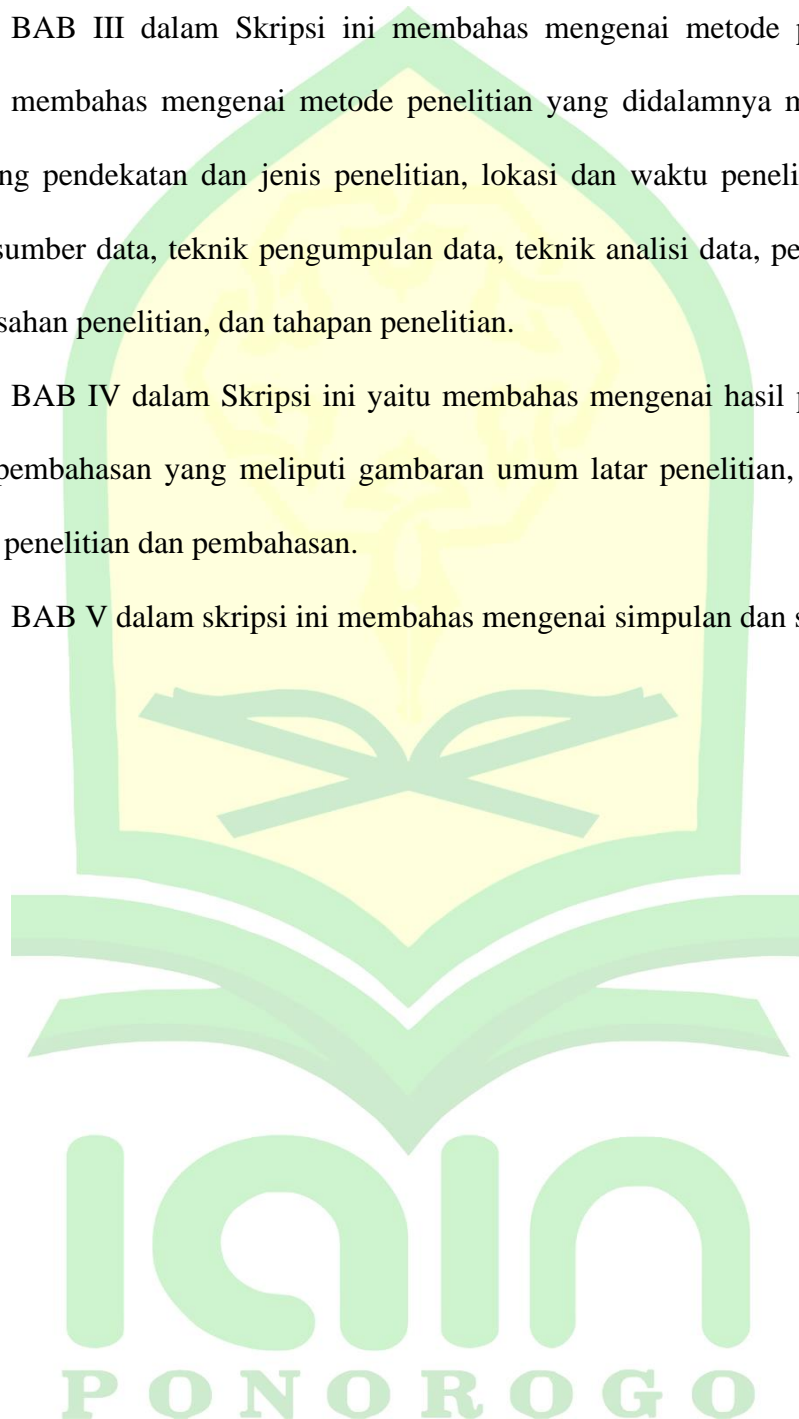 BAB III dalam Skripsi ini membahas mengenai metode
membahas mengenai metode penelitian yang didalamnya
pendekatan dan jenis penelitian, lokasi dan waktu
sumber data, teknik pengumpulan data, teknik analisi data,
penelitian, dan tahapan penelitian.
BAB IV dalam Skripsi ini yaitu membahas mengenai hasil
pembahasan yang meliputi gambaran umum latar penelitian,
penelitian dan pembahasan.
BAB V dalam skripsi ini membahas mengenai simpulan dan
iain
PONOROGO